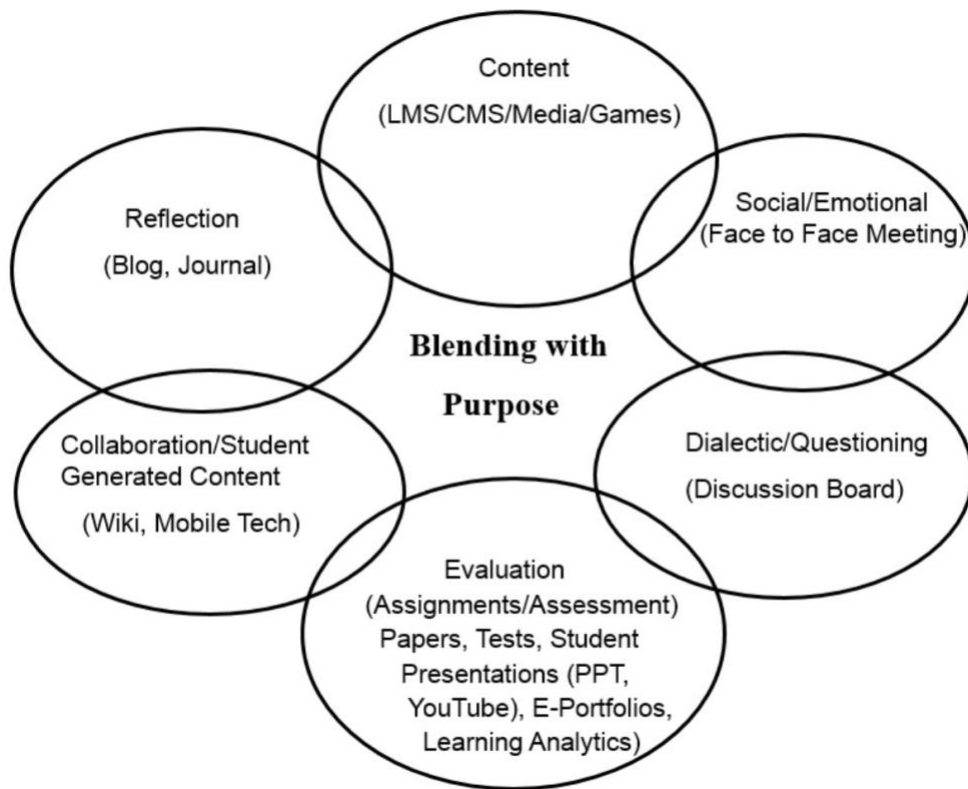 Content
(LMS/CMS/Media/Games)
Social/Emotional
(Face to Face Meeting)
Reflection
(Blog, Journal)
Blending with
Purpose
Collaboration/Student
Generated Content
(Wiki, Mobile Tech)
Dialectic/Questioning
(Discussion Board)
Evaluation
(Assignments/Assessment)
Papers, Tests, Student
Presentations (PPT,
YouTube), E-Portfolios,
Learning Analytics)